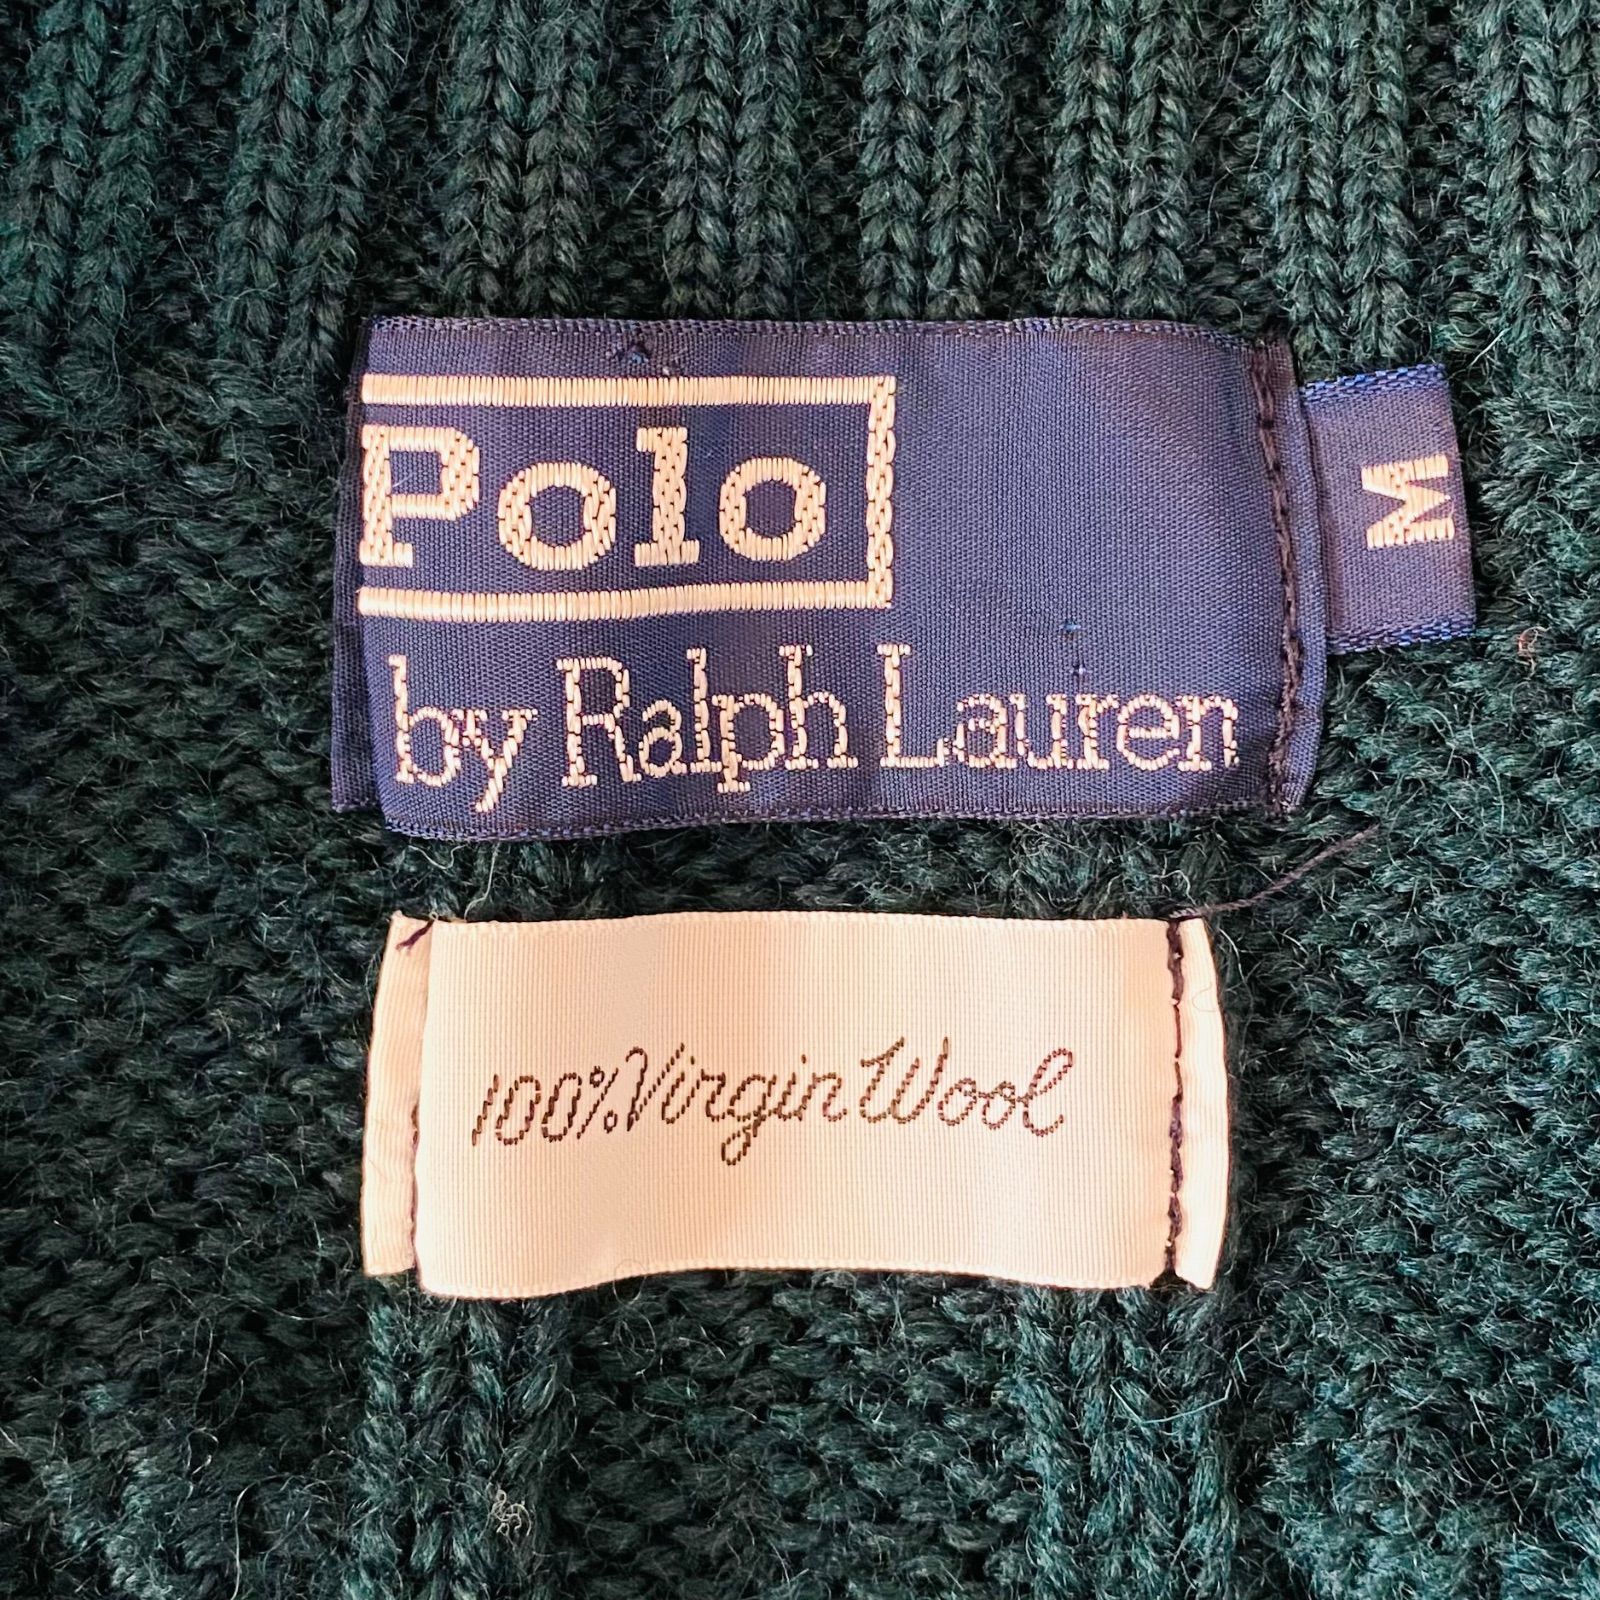 Polo
by Ralph Lauren
M
100% Virgin Wool